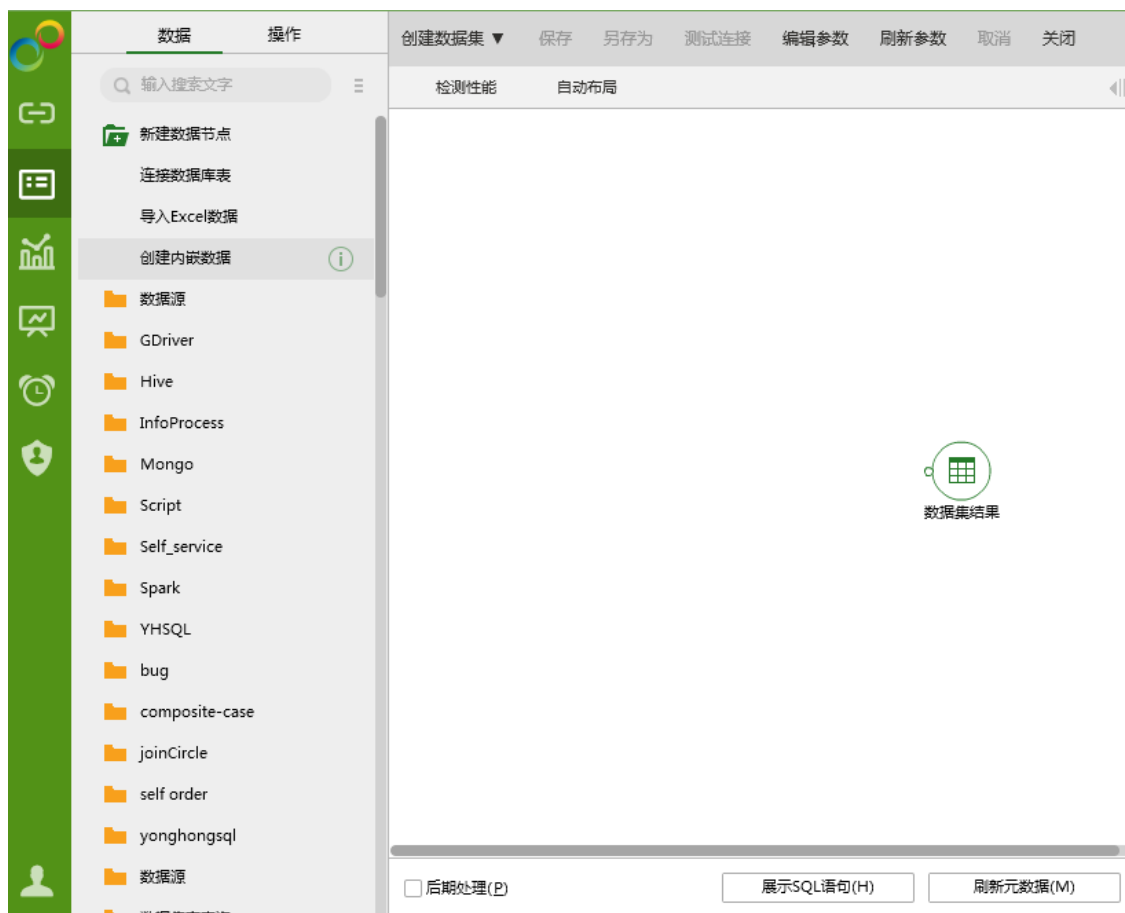 数据 操作
创建数据集 ▼ 保存 另存为 测试连接 编辑参数 刷新参数 取消 关闭
输入搜索文字
检测性能 自动布局
新建数据节点
连接数据库表
导入Excel数据
创建内嵌数据
数据源
GDriver
Hive
InfoProcess
Mongo
Script
Self_service
Spark
YHSQL
bug
composite-case
joinCircle
self order
yonghongsql
数据源
数据集结果
后期处理(P) 展示SQL语句(H) 刷新元数据(M)